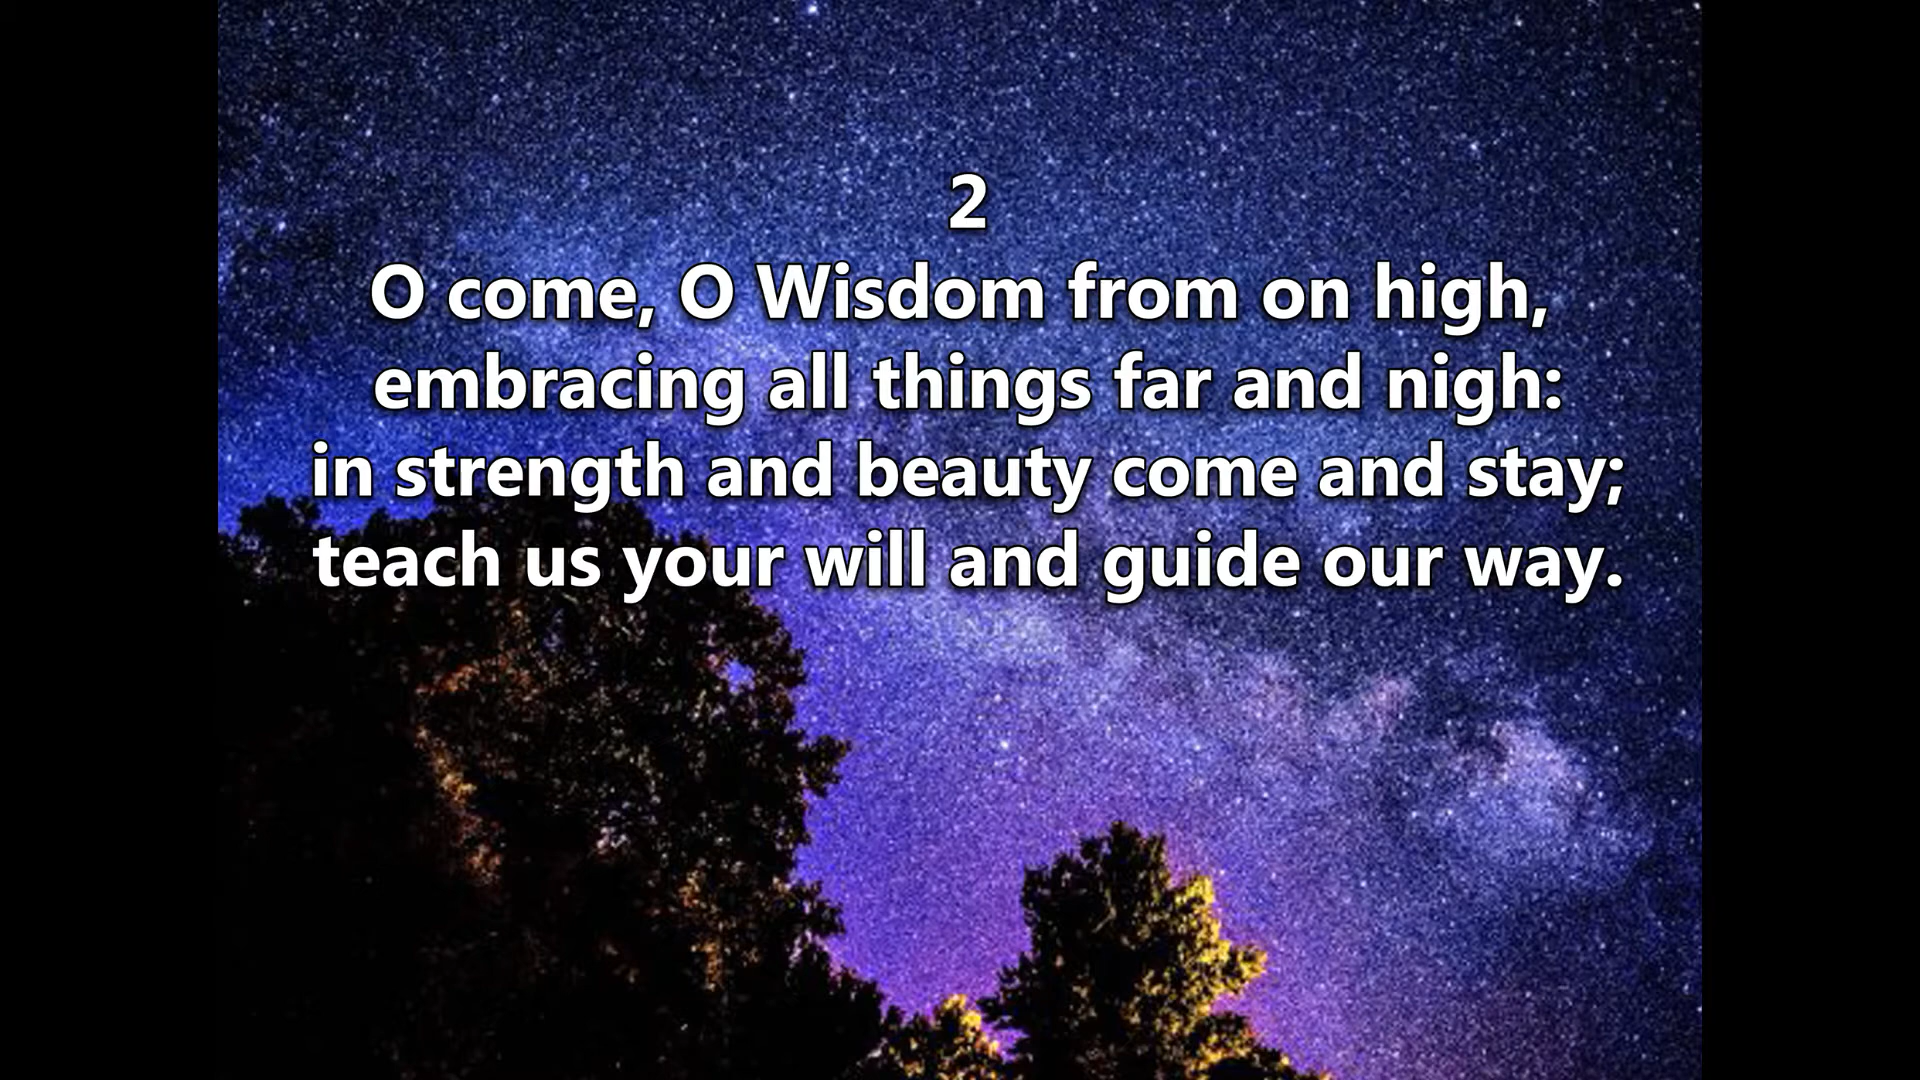 2
O come, O Wisdom from on high,
embracing all things far and nigh:
in strength and beauty come and stay;
teach us your will and guide our way.